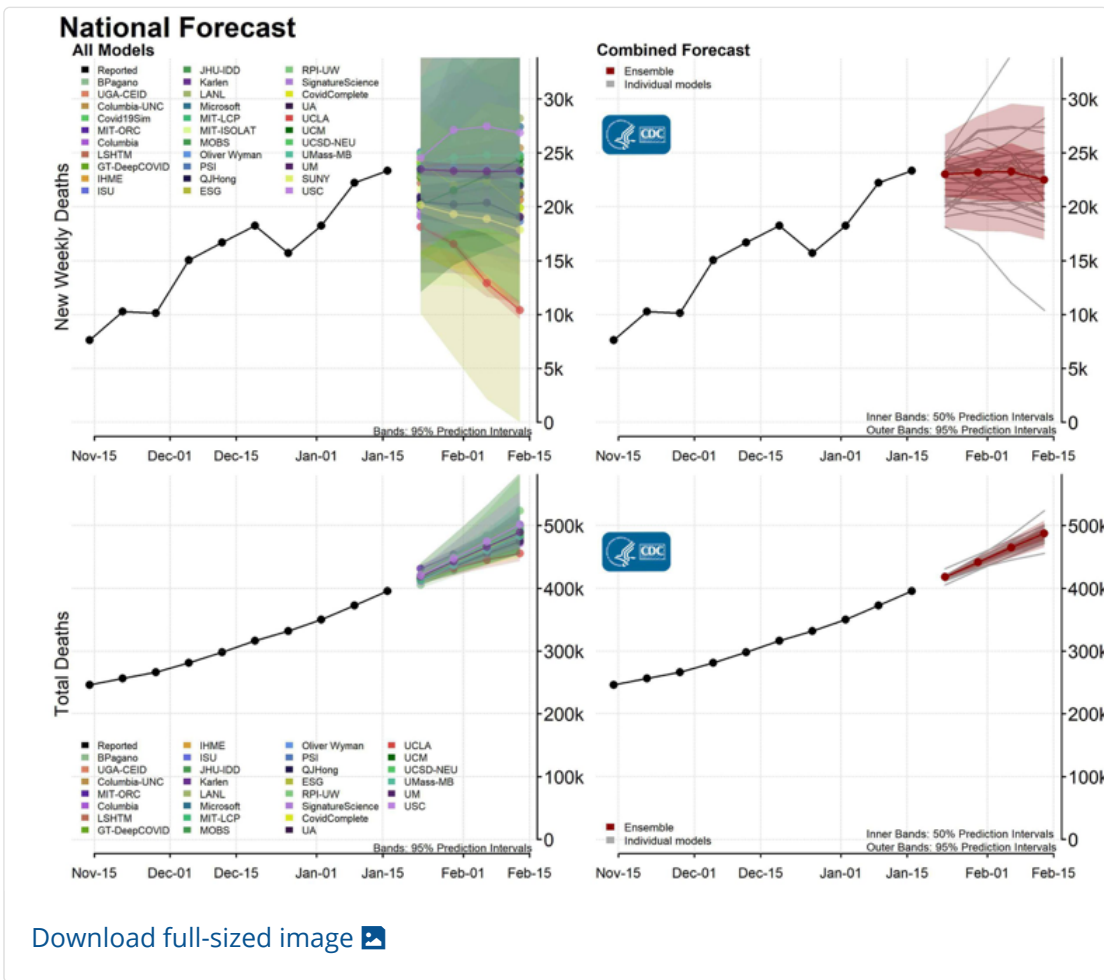 National Forecast
All Models
Reported
BPagano
UGA-CEID
Columbia-UNC
Covid19Sim
MIT-ORC
Columbia
LSHTM
GT-DeepCOVID
IHME
ISU
JHU-IDD
Karlen
LANL
Microsoft
MIT-LCP
MIT-ISOLAT
MOBS
Oliver Wyman
PSI
QJHong
ESG
RPI-UW
SignatureScience
CovidComplete
UA
UCLA
UCM
UCSD-NEU
UMass-MB
UM
SUNY
USC
New Weekly Deaths
30k
25k
20k
15k
10k
5k
0
Bands: 95% Prediction Intervals
Nov-15 Dec-01 Dec-15 Jan-01 Jan-15 Feb-01 Feb-15
Combined Forecast
Ensemble
Individual models
CDC
30k
25k
20k
15k
10k
5k
0
Inner Bands: 50% Prediction Intervals
Outer Bands: 95% Prediction Intervals
Nov-15 Dec-01 Dec-15 Jan-01 Jan-15 Feb-01 Feb-15
Total Deaths
500k
400k
300k
200k
100k
0
Reported
BPagano
UGA-CEID
Columbia-UNC
MIT-ORC
Columbia
LSHTM
GT-DeepCOVID
IHME
ISU
JHU-IDD
Karlen
LANL
Microsoft
MIT-LCP
MOBS
Oliver Wyman
PSI
QJHong
ESG
RPI-UW
SignatureScience
CovidComplete
UA
UCLA
UCM
UCSD-NEU
UMass-MB
UM
USC
Bands: 95% Prediction Intervals
Nov-15 Dec-01 Dec-15 Jan-01 Jan-15 Feb-01 Feb-15
CDC
500k
400k
300k
200k
100k
0
Ensemble
Individual models
Inner Bands: 50% Prediction Intervals
Outer Bands: 95% Prediction Intervals
Nov-15 Dec-01 Dec-15 Jan-01 Jan-15 Feb-01 Feb-15
Download full-sized image